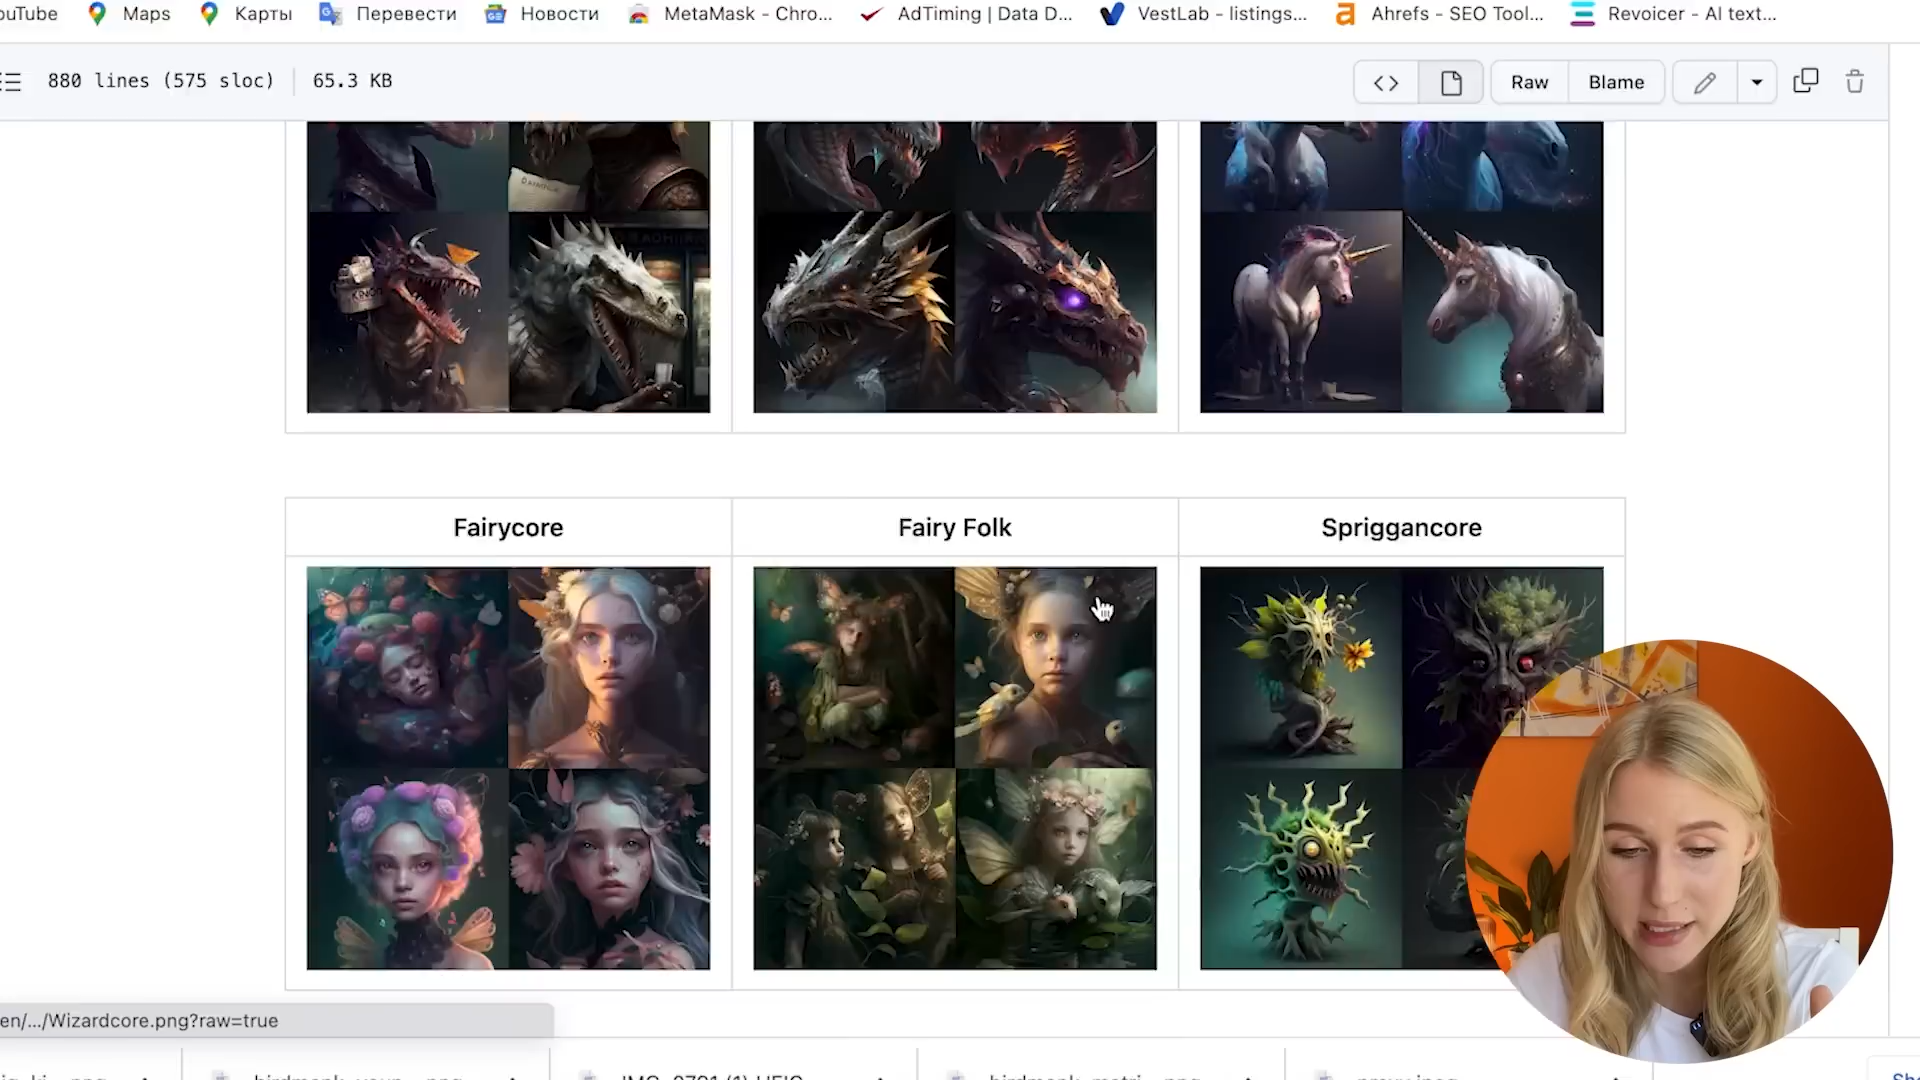 ouTube Maps Карты Перевести Новости MetaMask - Chro... AdTiming | Data D... VestLab - listings... Ahrefs - SEO Tool... Revoicer - AI text...
880 lines (575 sloc) 65.3 KB Raw Blame
Fairycore Fairy Folk Spriggancore
en/.../Wizardcore.png?raw=true